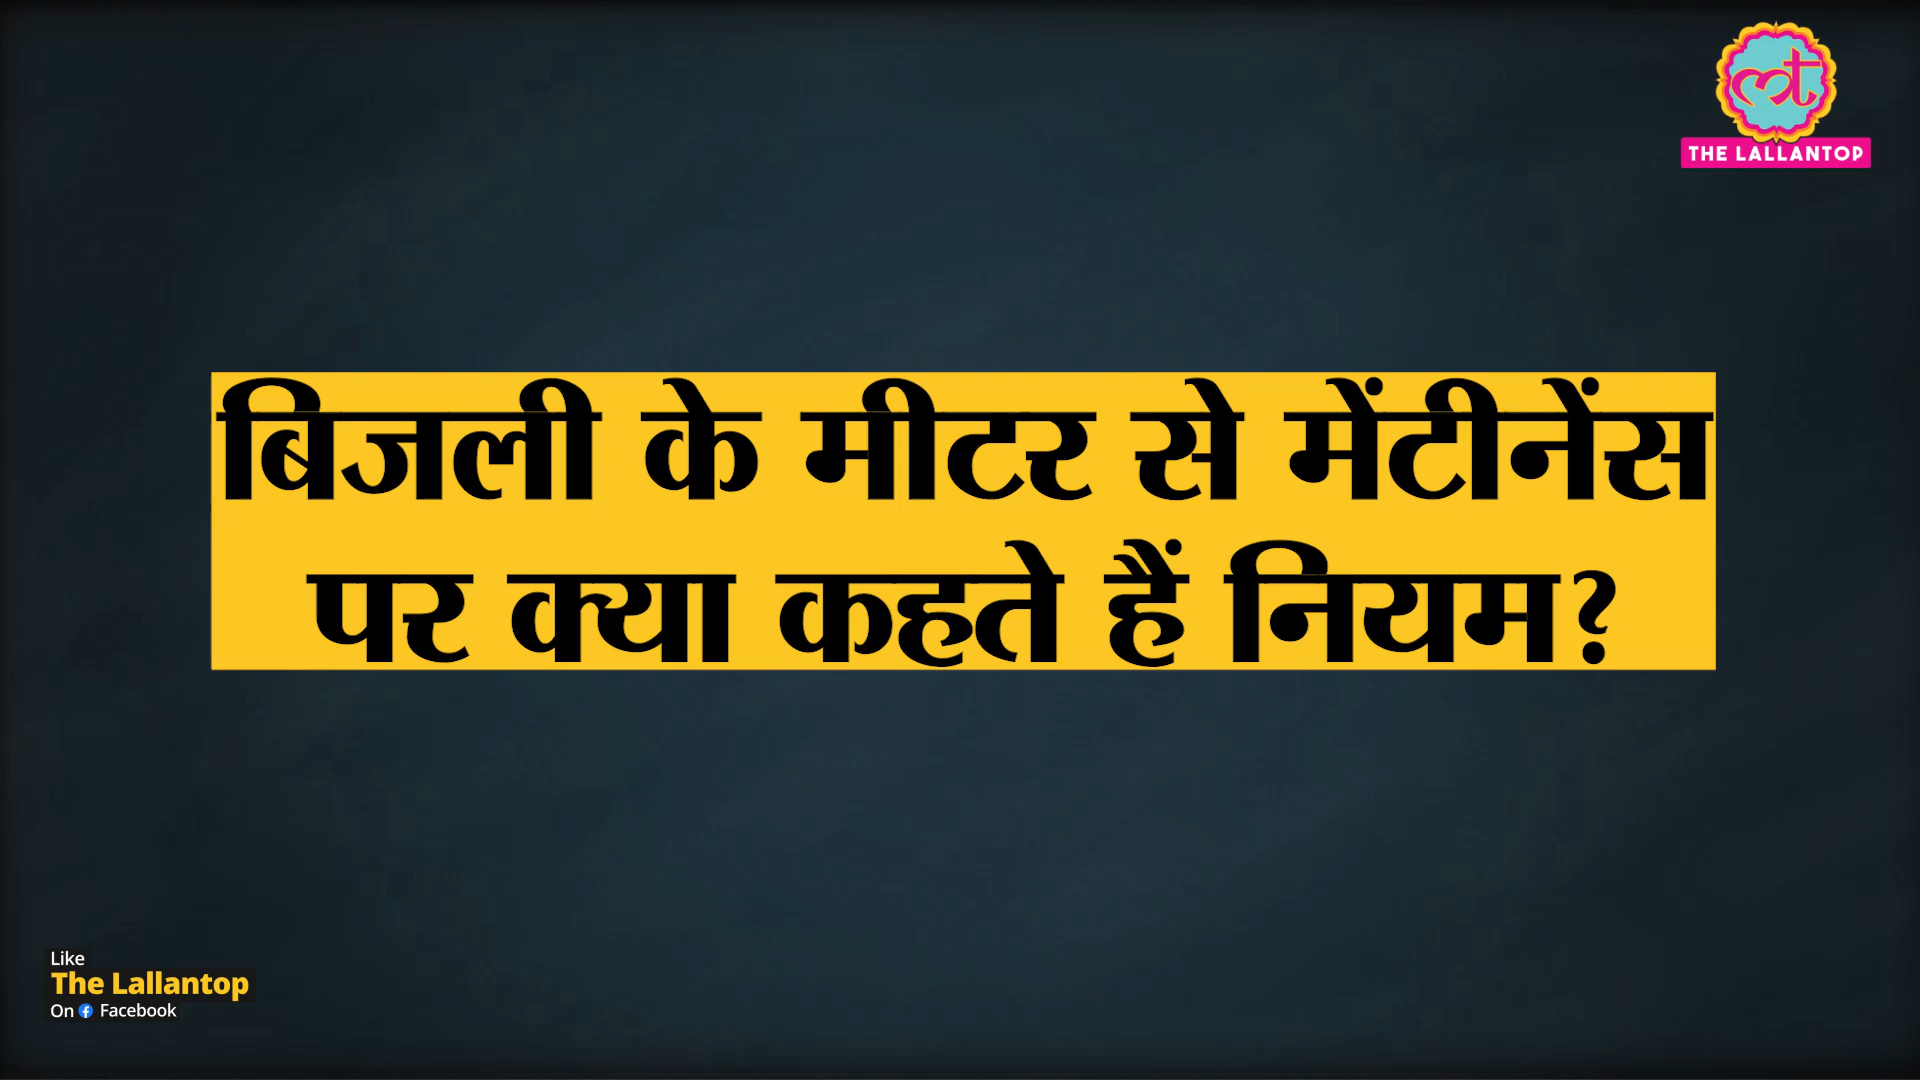 THE LALLANTOP
बिजली के मीटर से मेंटीनेंस
पर क्या कहते हैं नियम?
Like
The Lallantop
On Facebook